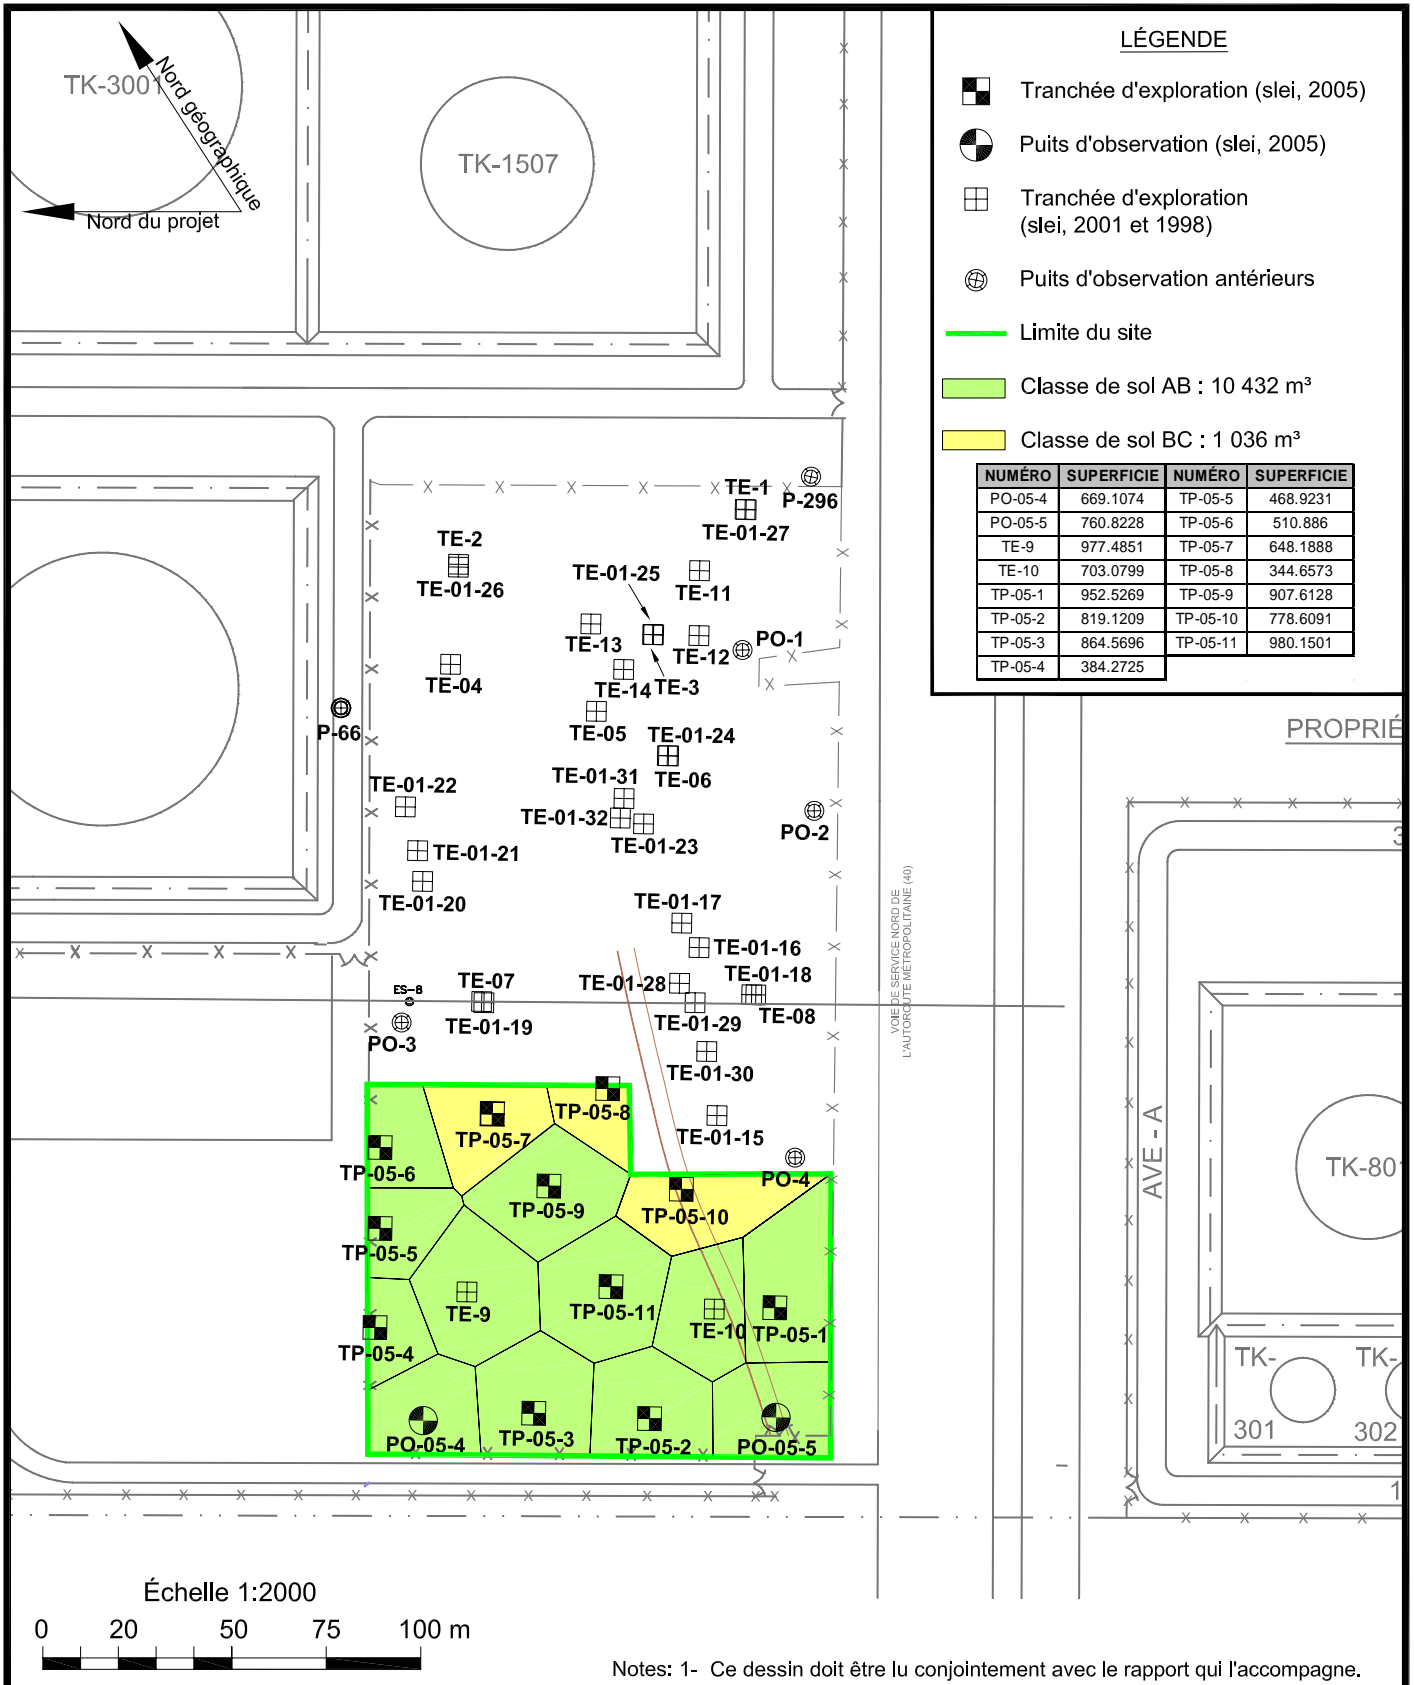 LÉGENDE
Tranchée d'exploration (slei, 2005)
Puits d'observation (slei, 2005)
Tranchée d'exploration
(slei, 2001 et 1998)
Puits d'observation antérieurs
Limite du site
Classe de sol AB : 10 432 m³
Classe de sol BC : 1 036 m³
NUMÉRO SUPERFICIE NUMÉRO SUPERFICIE
PO-05-4 669.1074 TP-05-5 468.9231
PO-05-5 760.8228 TP-05-6 510.886
TE-9 977.4851 TP-05-7 648.1888
TE-10 703.0799 TP-05-8 344.6573
TP-05-1 952.5269 TP-05-9 907.6128
TP-05-2 819.1209 TP-05-10 778.6091
TP-05-3 864.5696 TP-05-11 980.1501
TP-05-4 384.2725
TK-3001
Nord géographique
Nord du projet
TK-1507
TE-1
P-296
TE-01-27
TE-2
TE-01-26
TE-01-25
TE-11
TE-13
TE-12
PO-1
TE-04
TE-14
TE-3
P-66
TE-05
TE-01-24
TE-06
TE-01-31
TE-01-22
TE-01-32
TE-01-23
PO-2
TE-01-21
TE-01-20
TE-01-17
TE-01-16
TE-01-28
TE-01-18
TE-07
ES-8
TE-01-19
TE-01-29
TE-08
PO-3
TE-01-30
TE-01-15
PO-4
VOIE DE SERVICE NORD DE
L'AUTOROUTE MÉTROPOLITAINE (40)
PROPRIÉ
3
AVE - A
TK-801
TK-
301
TK-
302
1
TP-05-8
TP-05-7
TP-05-6
TP-05-9
TP-05-10
TP-05-5
TE-9
TP-05-11
TE-10
TP-05-1
TP-05-4
PO-05-4
TP-05-3
TP-05-2
PO-05-5
Échelle 1:2000
0 20 50 75 100 m
Notes: 1- Ce dessin doit être lu conjointement avec le rapport qui l'accompagne.